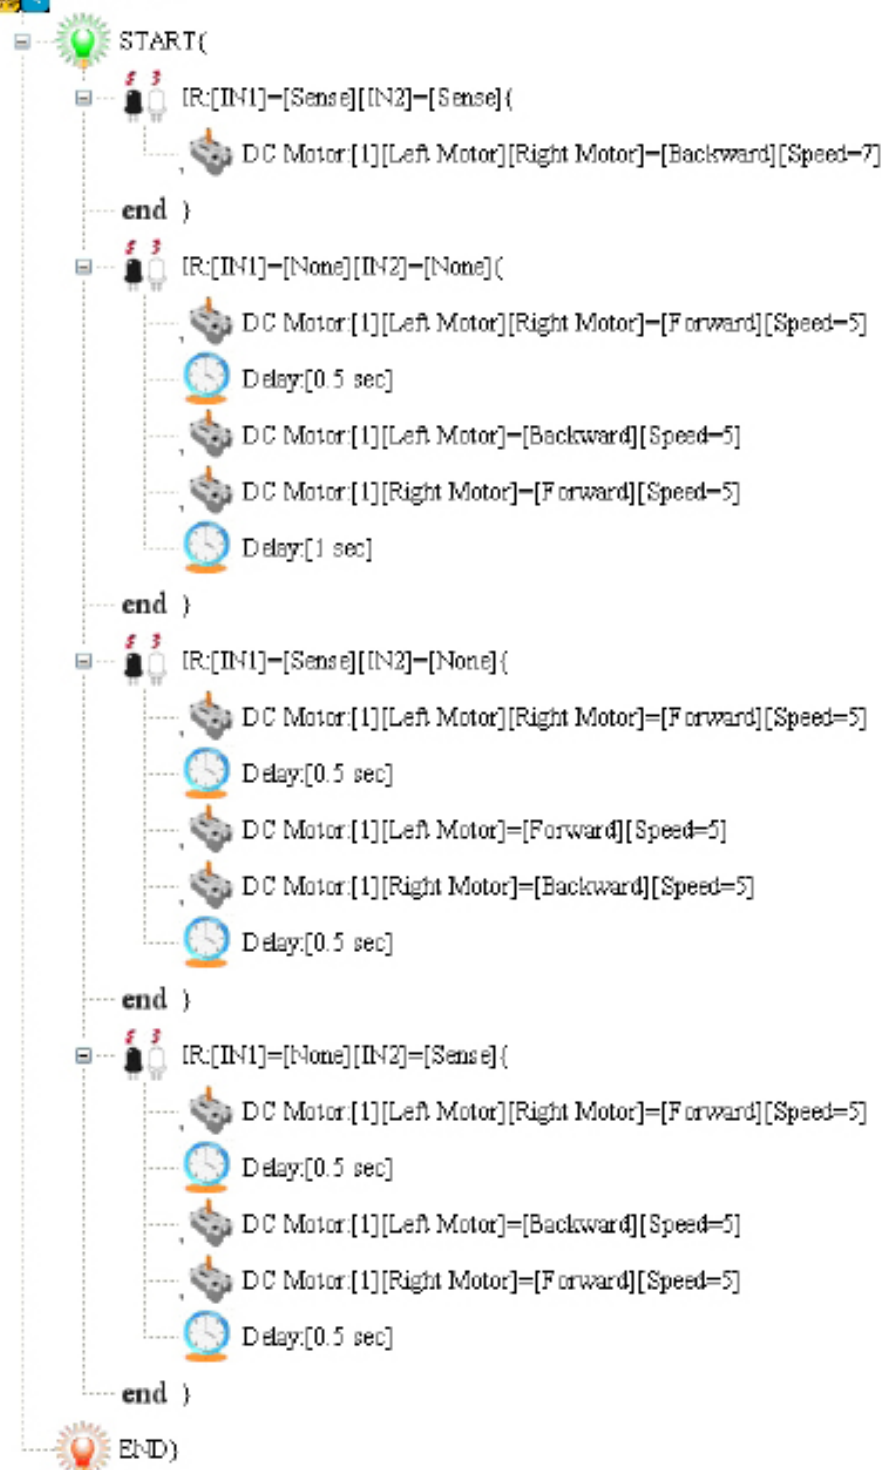 START(
IR:[IN1]=[Sense][IN2]=[Sense]{
DC Motor:[1][Left Motor][Right Motor]=[Backward][Speed=7]
end }
IR:[IN1]=[None][IN2]=[None](
DC Motor:[1][Left Motor][Right Motor]=[Forward][Speed=5]
Delay:[0.5 sec]
DC Motor:[1][Left Motor]=[Backward][Speed=5]
DC Motor:[1][Right Motor]=[Forward][Speed=5]
Delay:[1 sec]
end }
IR:[IN1]=[Sense][IN2]=[None]{
DC Motor:[1][Left Motor][Right Motor]=[Forward][Speed=5]
Delay:[0.5 sec]
DC Motor:[1][Left Motor]=[Forward][Speed=5]
DC Motor:[1][Right Motor]=[Backward][Speed=5]
Delay:[0.5 sec]
end }
IR:[IN1]=[None][IN2]=[Sense]{
DC Motor:[1][Left Motor][Right Motor]=[Forward][Speed=5]
Delay:[0.5 sec]
DC Motor:[1][Left Motor]=[Backward][Speed=5]
DC Motor:[1][Right Motor]=[Forward][Speed=5]
Delay:[0.5 sec]
end }
END)